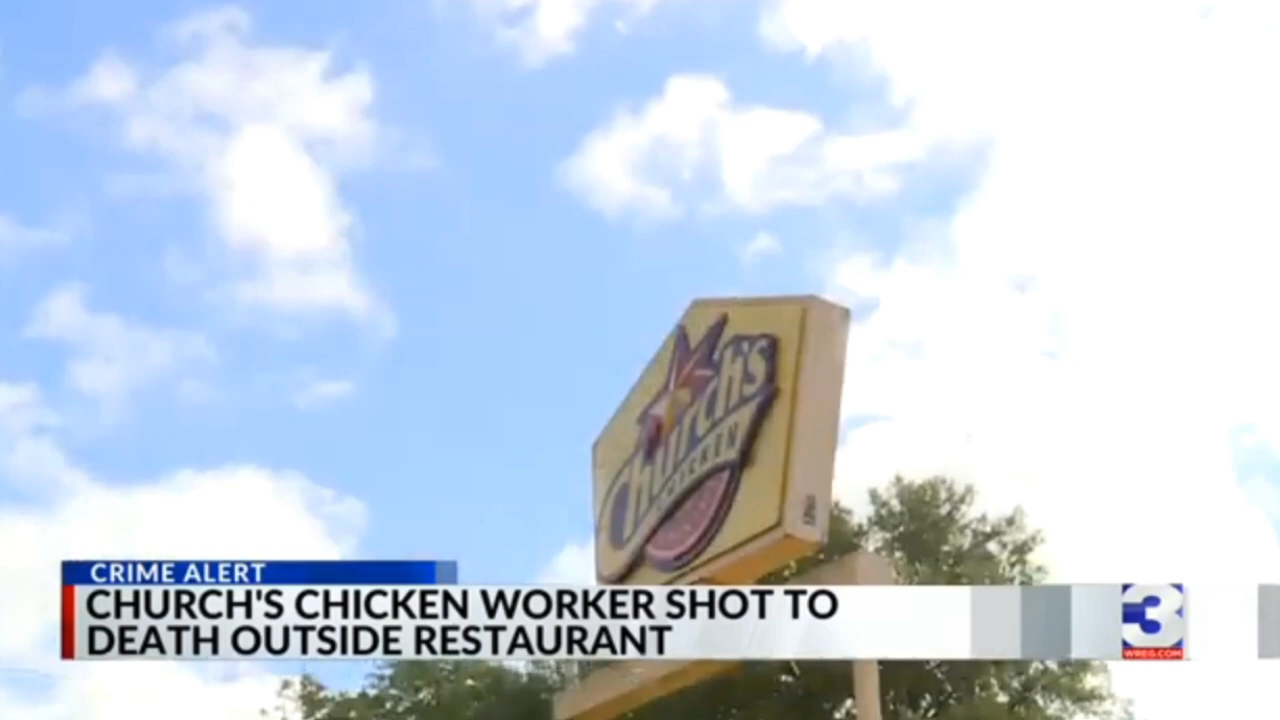 Church's
CHICKEN
CRIME ALERT
CHURCH'S CHICKEN WORKER SHOT TO
DEATH OUTSIDE RESTAURANT
3
WREG.COM